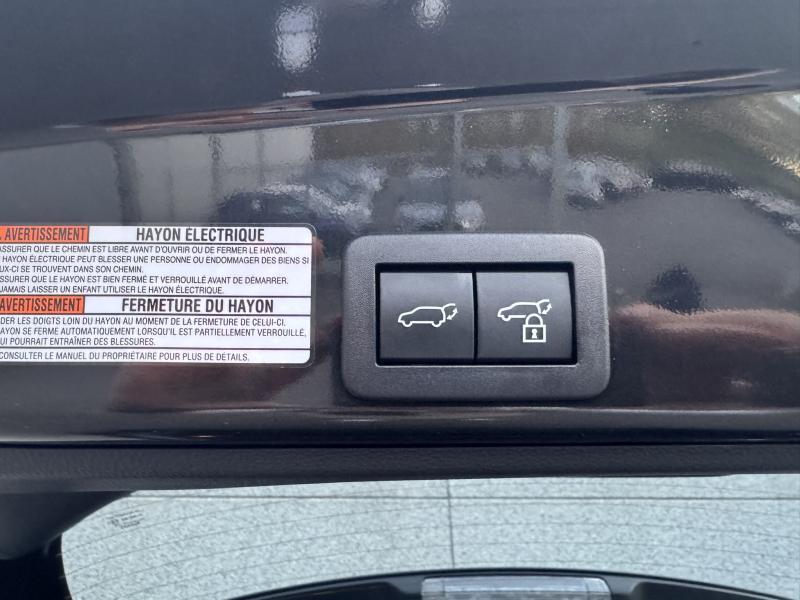 AVERTISSEMENT HAYON ÉLECTRIQUE
ASSURER QUE LE CHEMIN EST LIBRE AVANT D'OUVRIR OU DE FERMER LE HAYON.
HAYON ÉLECTRIQUE PEUT BLESSER UNE PERSONNE OU ENDOMMAGER DES BIENS SI
UX-CI SE TROUVENT DANS SON CHEMIN.
SSURER QUE LE HAYON EST BIEN FERMÉ ET VERROUILLÉ AVANT DE DÉMARRER.
JAMAIS LAISSER UN ENFANT UTILISER LE HAYON ÉLECTRIQUE.
AVERTISSEMENT FERMETURE DU HAYON
DER LES DOIGTS LOIN DU HAYON AU MOMENT DE LA FERMETURE DE CELUI-CI.
AYON SE FERME AUTOMATIQUEMENT LORSQU'IL EST PARTIELLEMENT VERROUILLÉ,
UI POURRAIT ENTRAÎNER DES BLESSURES.
CONSULTER LE MANUEL DU PROPRIÉTAIRE POUR PLUS DE DÉTAILS.